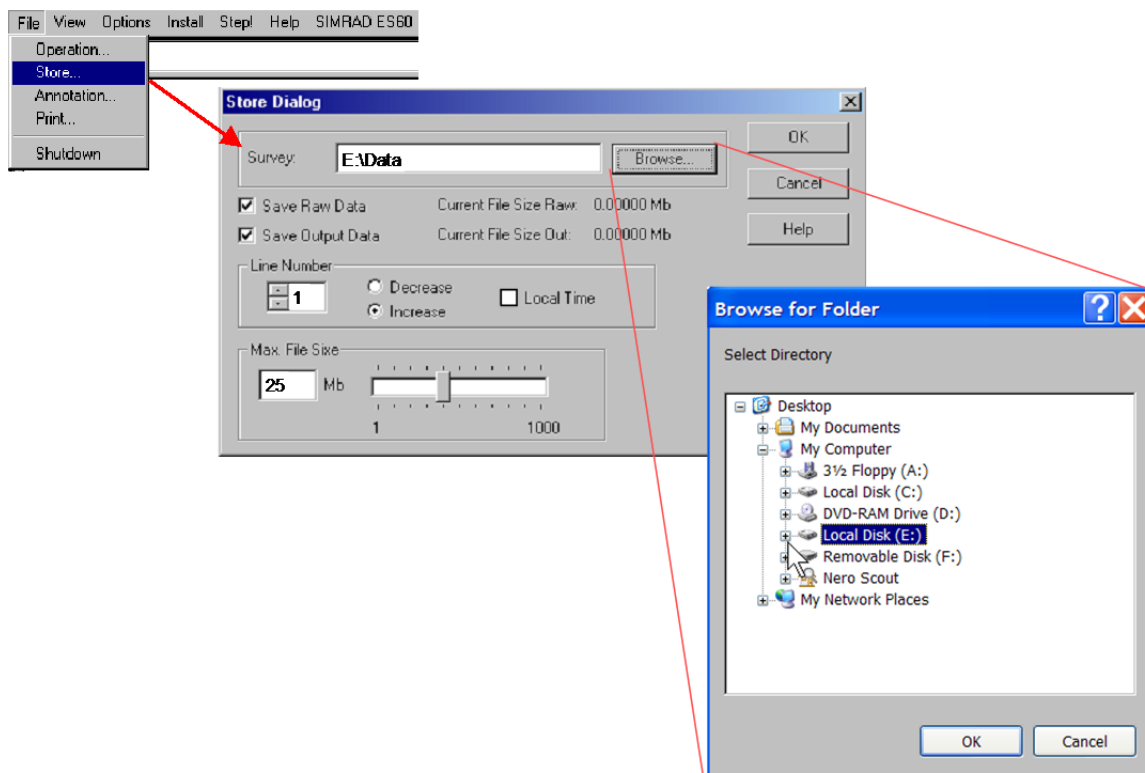 File View Options Install Step! Help SIMRAD ES60
Operation...
Store...
Annotation...
Print...
Shutdown
Store Dialog
Survey: E:\Data Browse...
OK
Cancel
Help
Save Raw Data Current File Size Raw: 0.00000 Mb
Save Output Data Current File Size Out: 0.00000 Mb
Line Number
1 Decrease
Increase
Local Time
Max. File Size
25 Mb
1 1000
Browse for Folder
Select Directory
Desktop
My Documents
My Computer
3½ Floppy (A:)
Local Disk (C:)
DVD-RAM Drive (D:)
Local Disk (E:)
Removable Disk (F:)
Nero Scout
My Network Places
OK Cancel